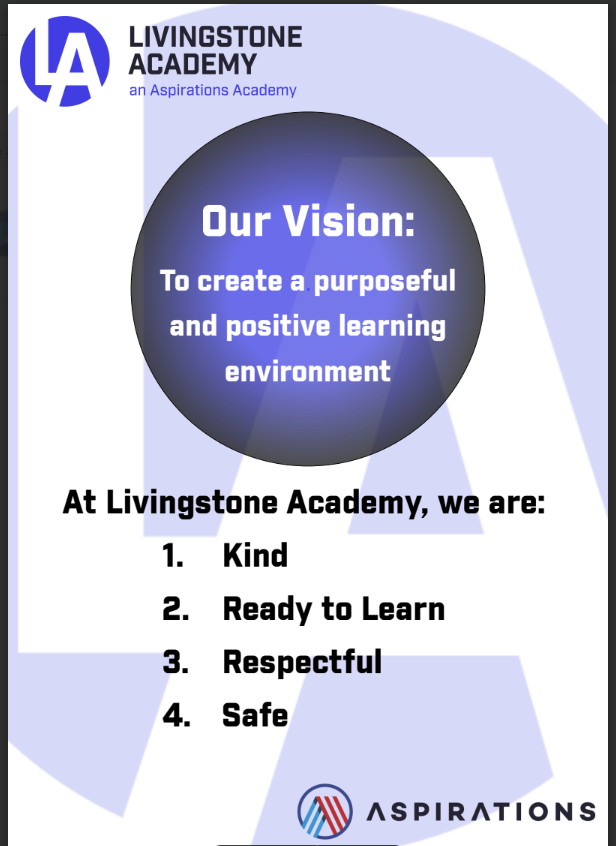 LA
LIVINGSTONE
ACADEMY
an Aspirations Academy
Our Vision:
To create a purposeful
and positive learning
environment
At Livingstone Academy, we are:
1. Kind
2. Ready to Learn
3. Respectful
4. Safe
ASPIRATIONS